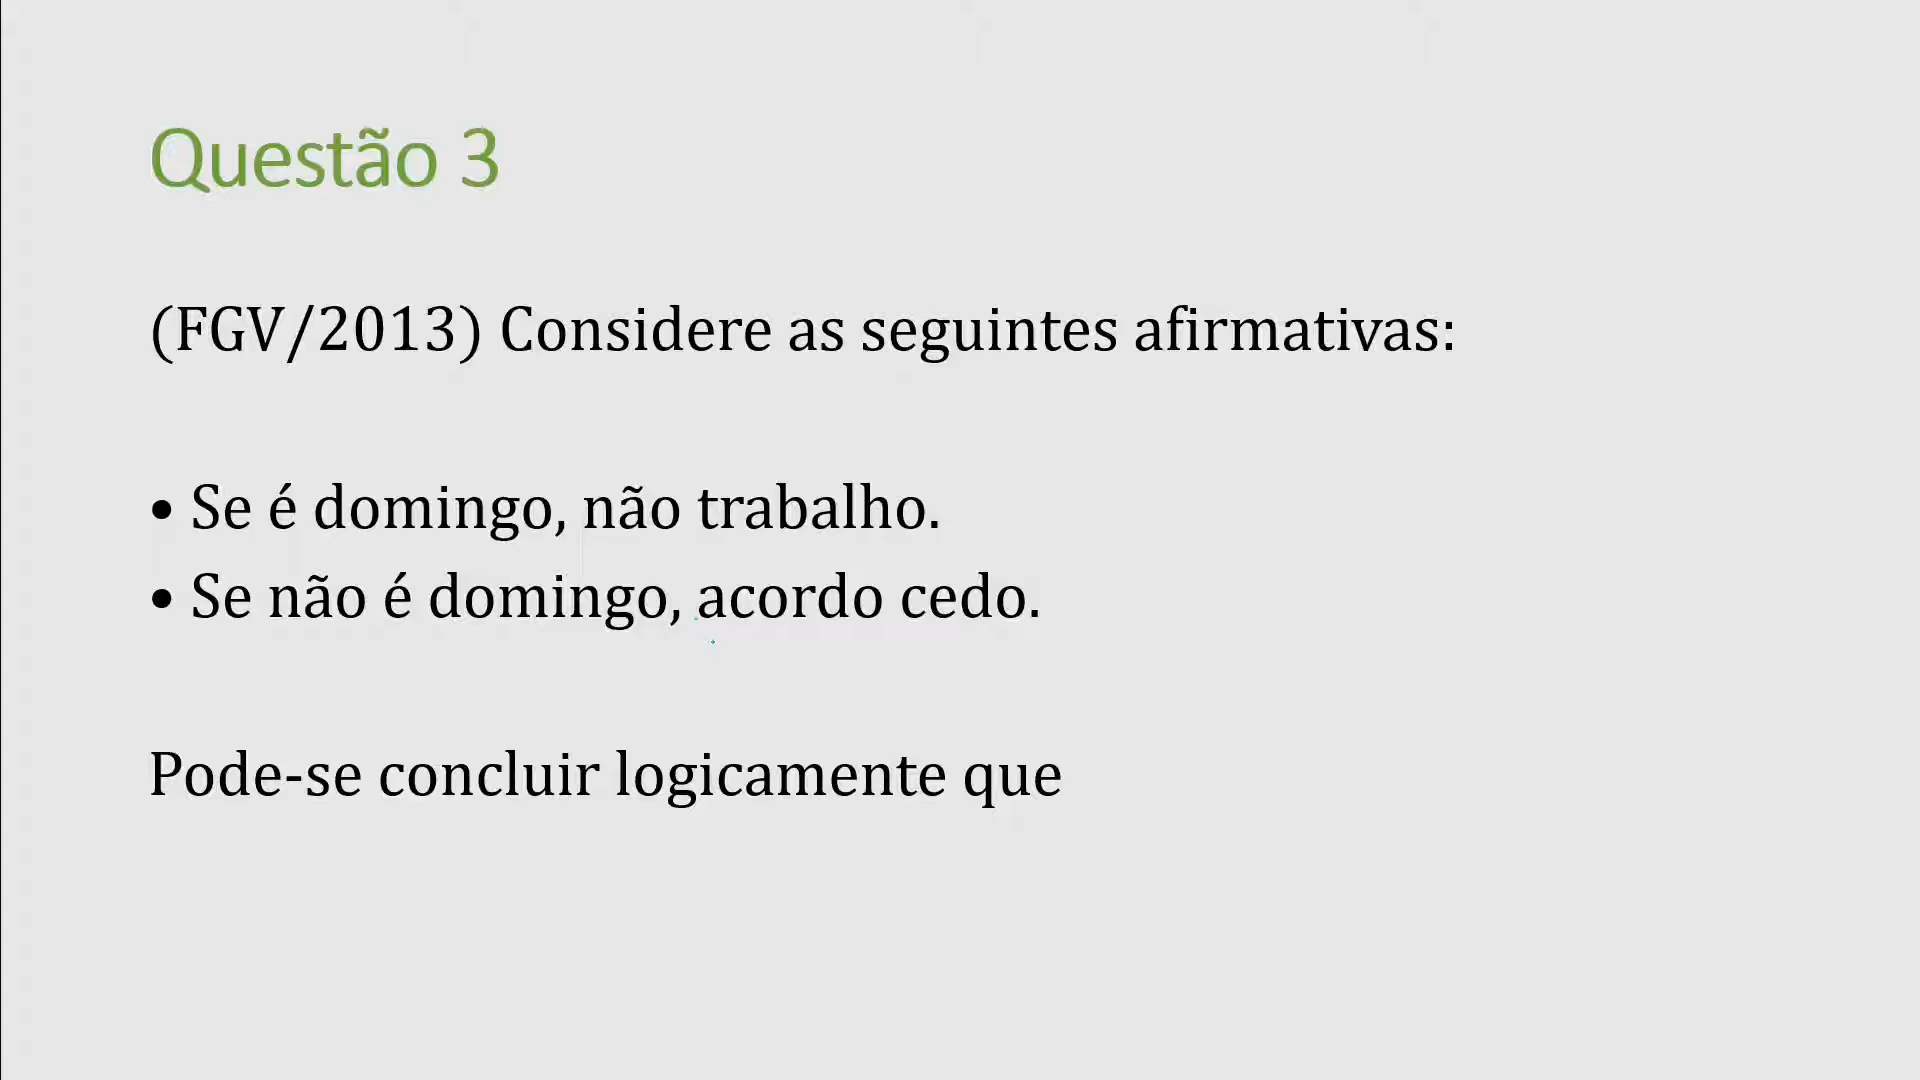 Questão 3
(FGV/2013) Considere as seguintes afirmativas:
• Se é domingo, não trabalho.
• Se não é domingo, acordo cedo.
Pode-se concluir logicamente que